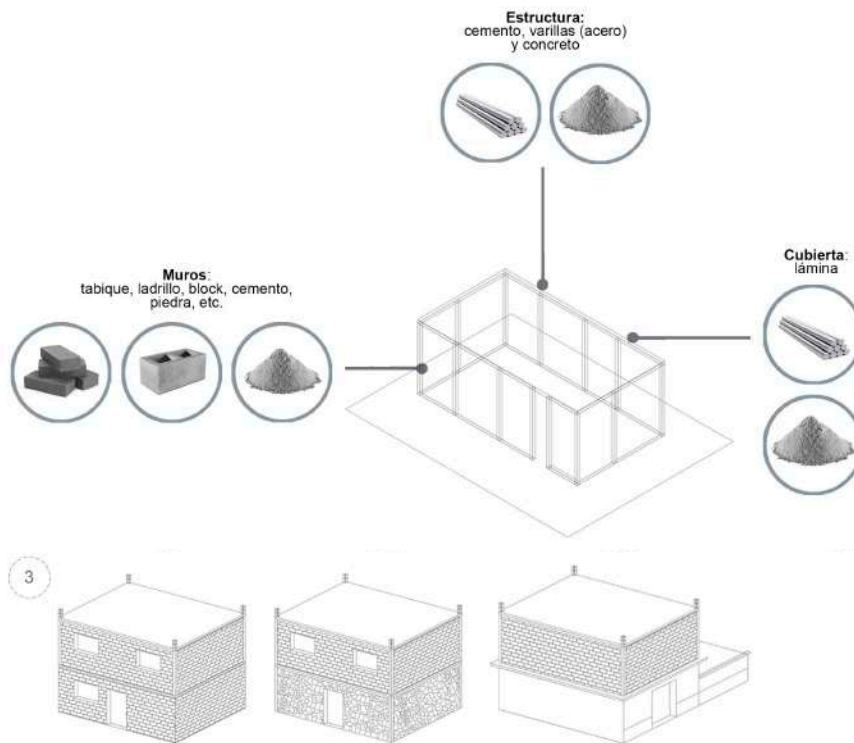 Estructura:
cemento, varillas (acero)
y concreto
Muros:
tabique, ladrillo, block, cemento,
piedra, etc.
Cubierta:
lámina
3